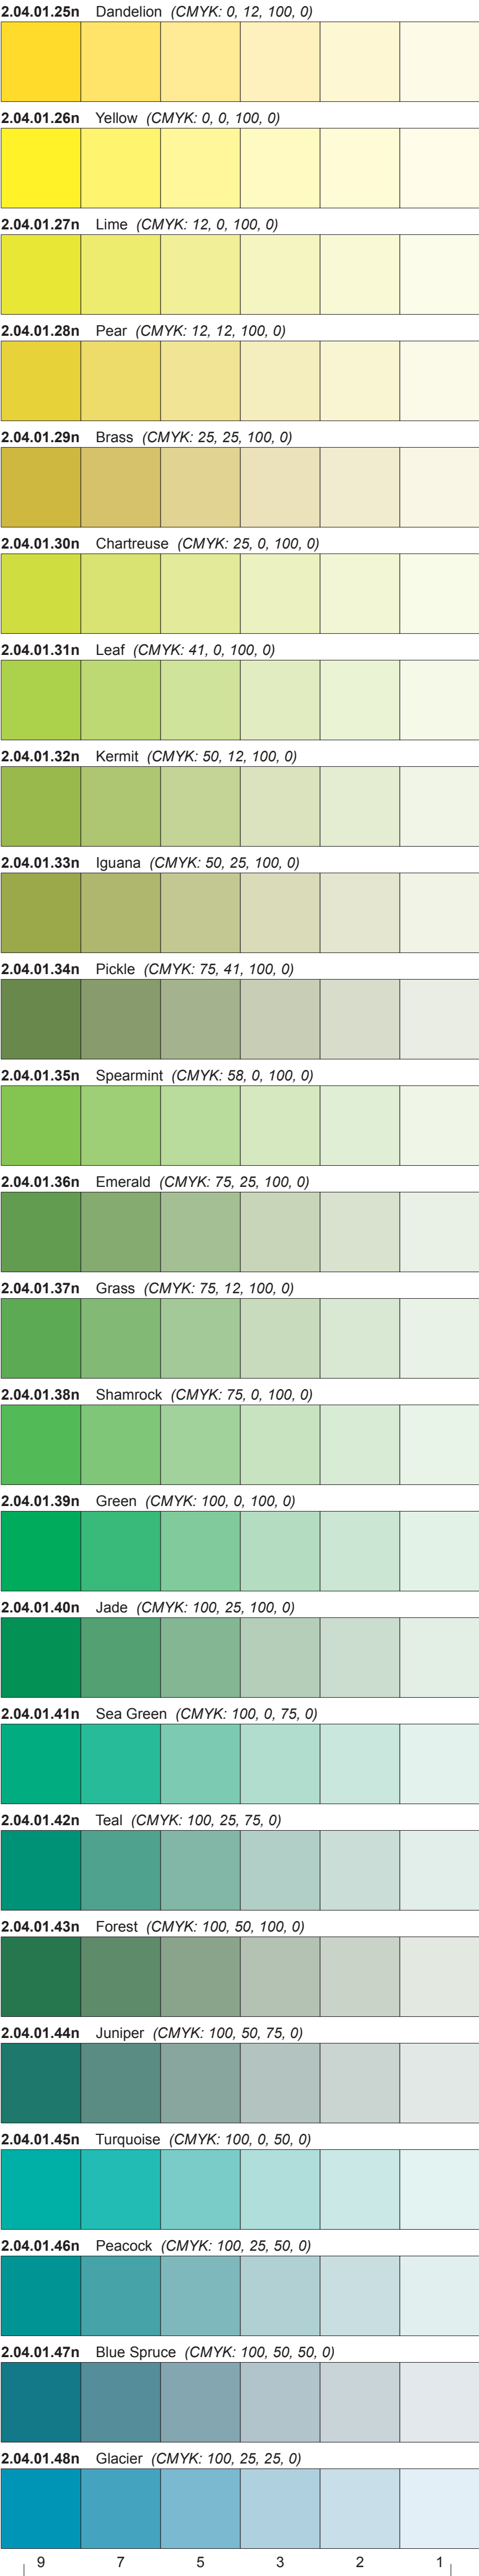 2.04.01.25n Dandelion (CMYK: 0, 12, 100, 0)
2.04.01.26n Yellow (CMYK: 0, 0, 100, 0)
2.04.01.27n Lime (CMYK: 12, 0, 100, 0)
2.04.01.28n Pear (CMYK: 12, 12, 100, 0)
2.04.01.29n Brass (CMYK: 25, 25, 100, 0)
2.04.01.30n Chartreuse (CMYK: 25, 0, 100, 0)
2.04.01.31n Leaf (CMYK: 41, 0, 100, 0)
2.04.01.32n Kermit (CMYK: 50, 12, 100, 0)
2.04.01.33n Iguana (CMYK: 50, 25, 100, 0)
2.04.01.34n Pickle (CMYK: 75, 41, 100, 0)
2.04.01.35n Spearmint (CMYK: 58, 0, 100, 0)
2.04.01.36n Emerald (CMYK: 75, 25, 100, 0)
2.04.01.37n Grass (CMYK: 75, 12, 100, 0)
2.04.01.38n Shamrock (CMYK: 75, 0, 100, 0)
2.04.01.39n Green (CMYK: 100, 0, 100, 0)
2.04.01.40n Jade (CMYK: 100, 25, 100, 0)
2.04.01.41n Sea Green (CMYK: 100, 0, 75, 0)
2.04.01.42n Teal (CMYK: 100, 25, 75, 0)
2.04.01.43n Forest (CMYK: 100, 50, 100, 0)
2.04.01.44n Juniper (CMYK: 100, 50, 75, 0)
2.04.01.45n Turquoise (CMYK: 100, 0, 50, 0)
2.04.01.46n Peacock (CMYK: 100, 25, 50, 0)
2.04.01.47n Blue Spruce (CMYK: 100, 50, 50, 0)
2.04.01.48n Glacier (CMYK: 100, 25, 25, 0)
9 7 5 3 2 1